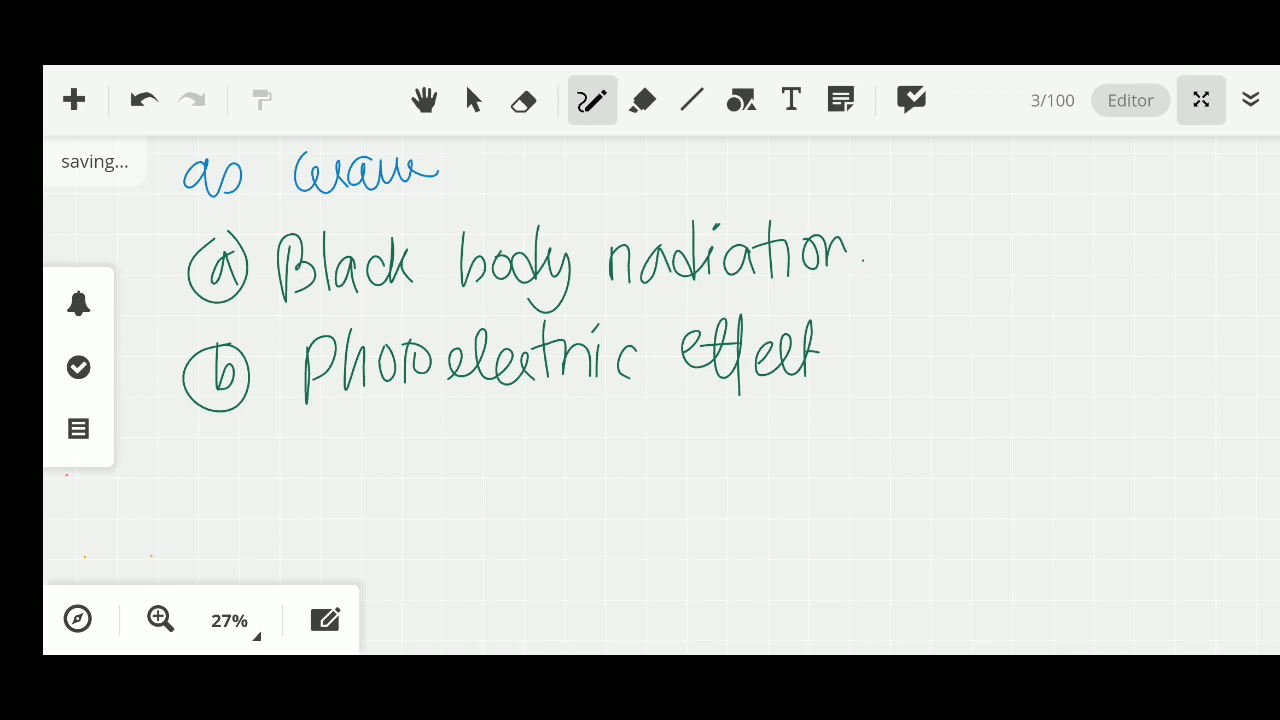 3/100 Editor
saving...
as wave
a Black body radiation.
b Photoelectric effect
27%